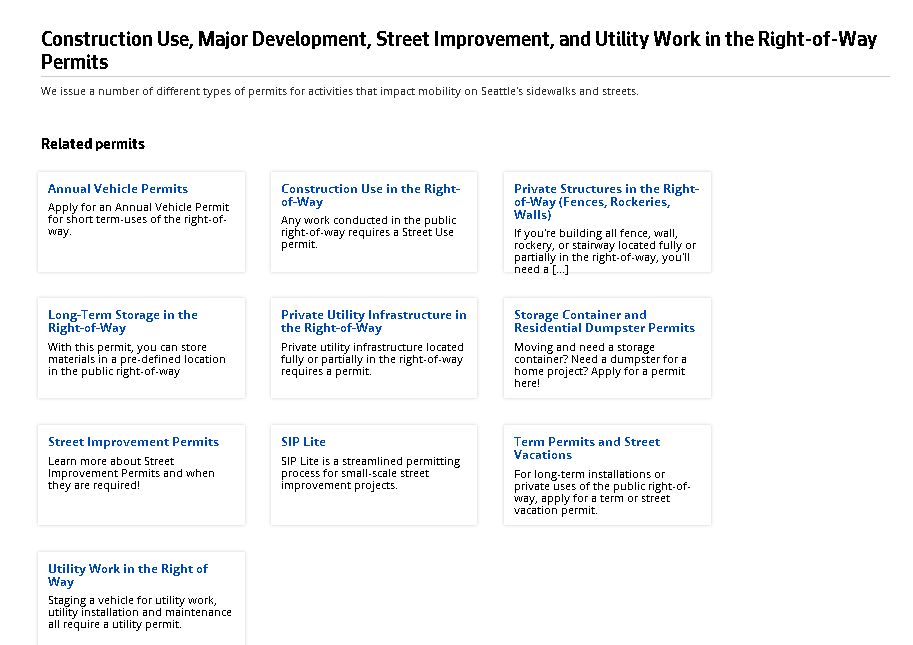 Construction Use, Major Development, Street Improvement, and Utility Work in the Right-of-Way
Permits
We issue a number of different types of permits for activities that impact mobility on Seattle's sidewalks and streets.
Related permits
Annual Vehicle Permits
Apply for an Annual Vehicle Permit
for short term-uses of the right-of-
way.
Construction Use in the Right-
of-Way
Any work conducted in the public
right-of-way requires a Street Use
permit.
Private Structures in the Right-
of-Way (Fences, Rockeries,
Walls)
If you're building all fence, wall,
rockery, or stairway located fully or
partially in the right-of-way, you'll
need a [...]
Long-Term Storage in the
Right-of-Way
With this permit, you can store
materials in a pre-defined location
in the public right-of-way
Private Utility Infrastructure in
the Right-of-Way
Private utility infrastructure located
fully or partially in the right-of-way
requires a permit.
Storage Container and
Residential Dumpster Permits
Moving and need a storage
container? Need a dumpster for a
home project? Apply for a permit
here!
Street Improvement Permits
Learn more about Street
Improvement Permits and when
they are required!
SIP Lite
SIP Lite is a streamlined permitting
process for small-scale street
improvement projects.
Term Permits and Street
Vacations
For long-term installations or
private uses of the public right-of-
way, apply for a term or street
vacation permit.
Utility Work in the Right of
Way
Staging a vehicle for utility work,
utility installation and maintenance
all require a utility permit.